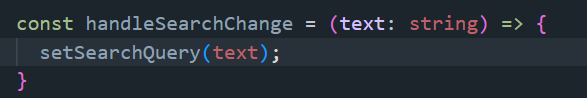 const handleSearchChange = (text: string) => {
  setSearchQuery(text);
}